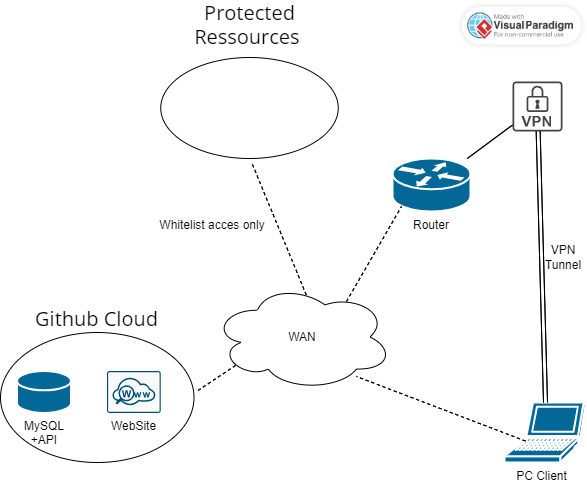 Protected
Ressources
Made with
Visual Paradigm
For non-commercial use
VPN
Router
Whitelist acces only
VPN
Tunnel
Github Cloud
WAN
Www
MySQL
+API
WebSite
PC Client